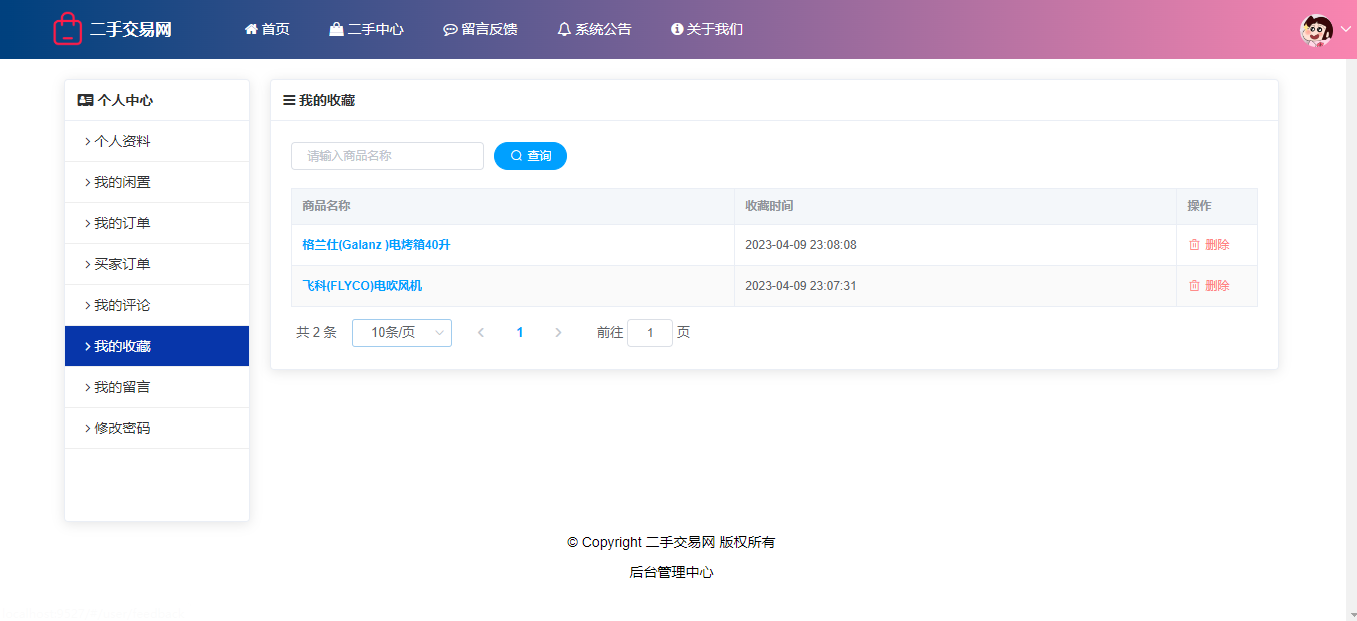 二手交易网 首页 二手中心 留言反馈 系统公告 关于我们
个人中心
个人资料
我的闲置
我的订单
买家订单
我的评论
我的收藏
我的留言
修改密码
我的收藏
请输入商品名称 查询
商品名称 收藏时间 操作
格兰仕(Galanz )电烤箱40升 2023-04-09 23:08:08 删除
飞科(FLYCO)电吹风机 2023-04-09 23:07:31 删除
共 2 条 10条/页 1 前往 1 页
© Copyright 二手交易网 版权所有
后台管理中心